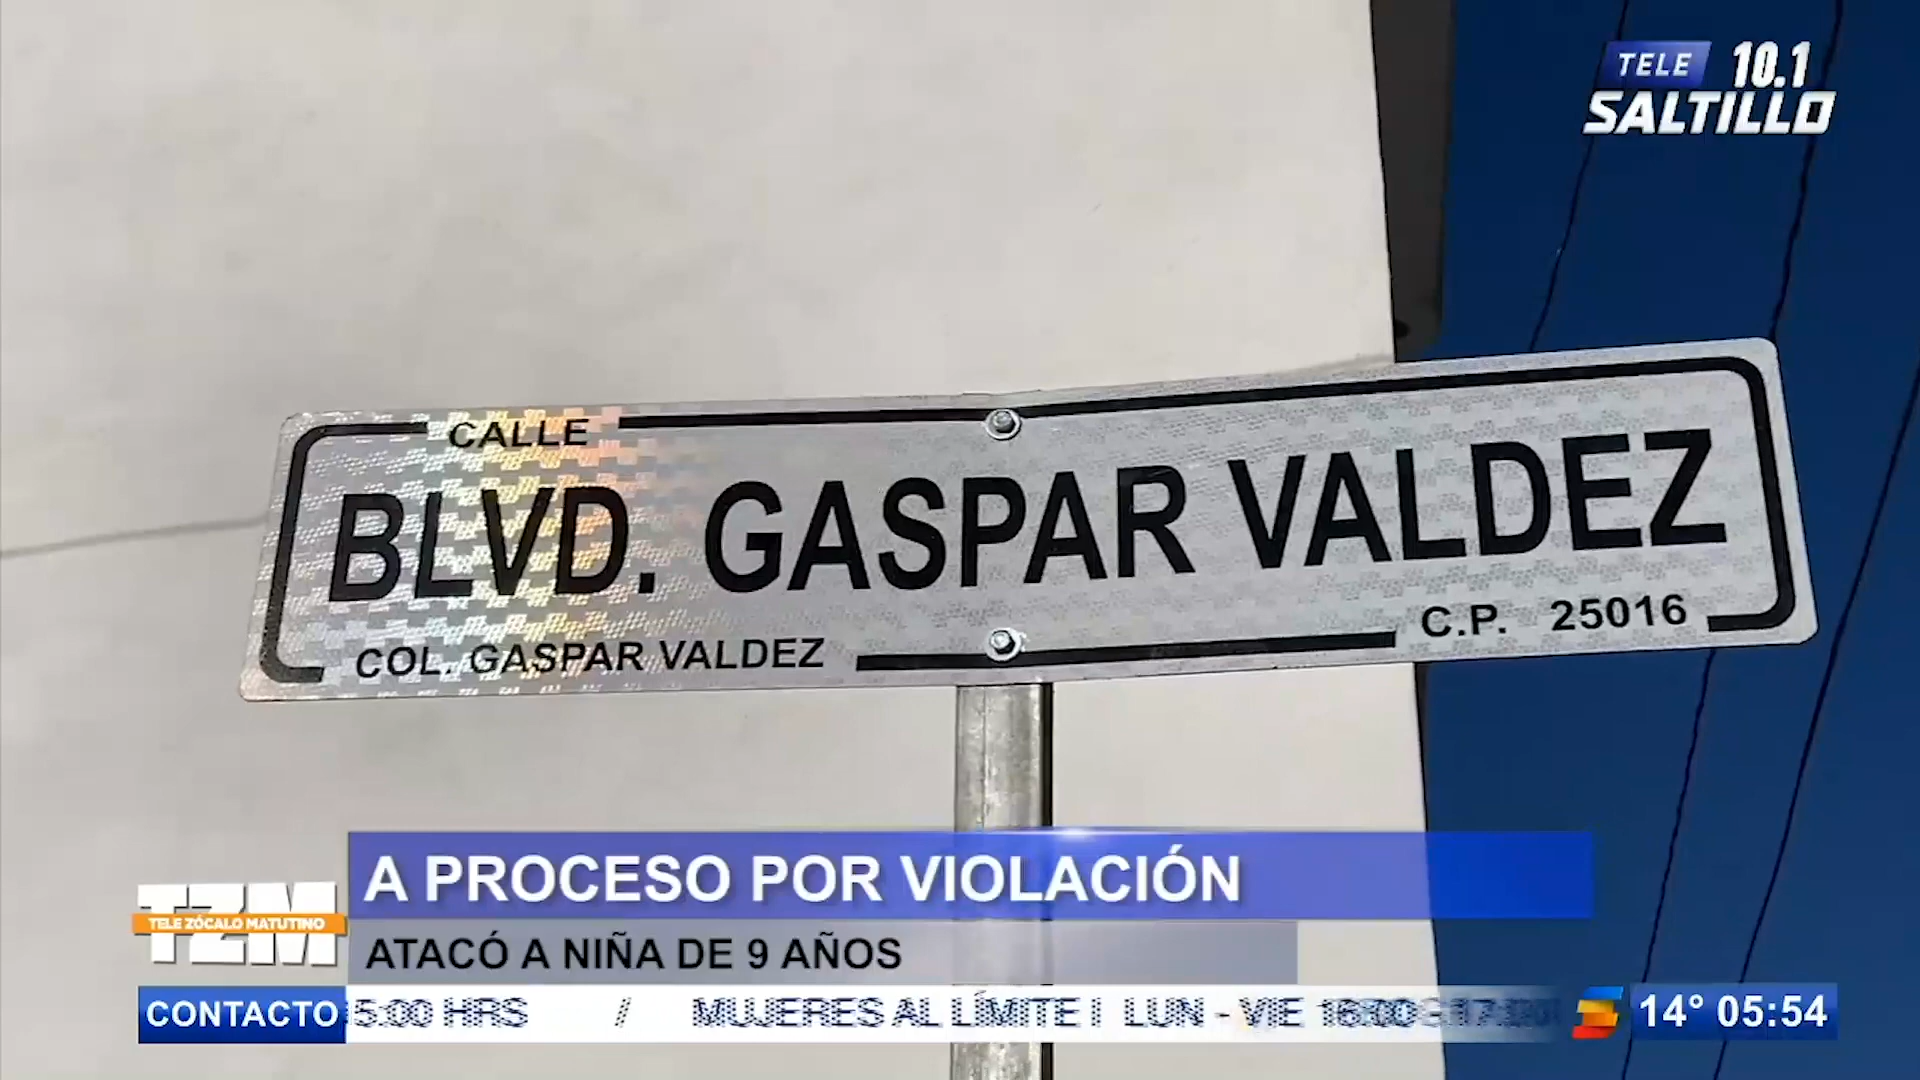 TELE 10.1
SALTILLO
CALLE
BLVD. GASPAR VALDEZ
COL. GASPAR VALDEZ
C.P. 25016
A PROCESO POR VIOLACIÓN
TZM
TELE ZÓCALO MATUTINO
ATACÓ A NIÑA DE 9 AÑOS
CONTACTO
5:00 HRS / MUJERES AL LÍMITE I LUN - VIE
14° 05:54